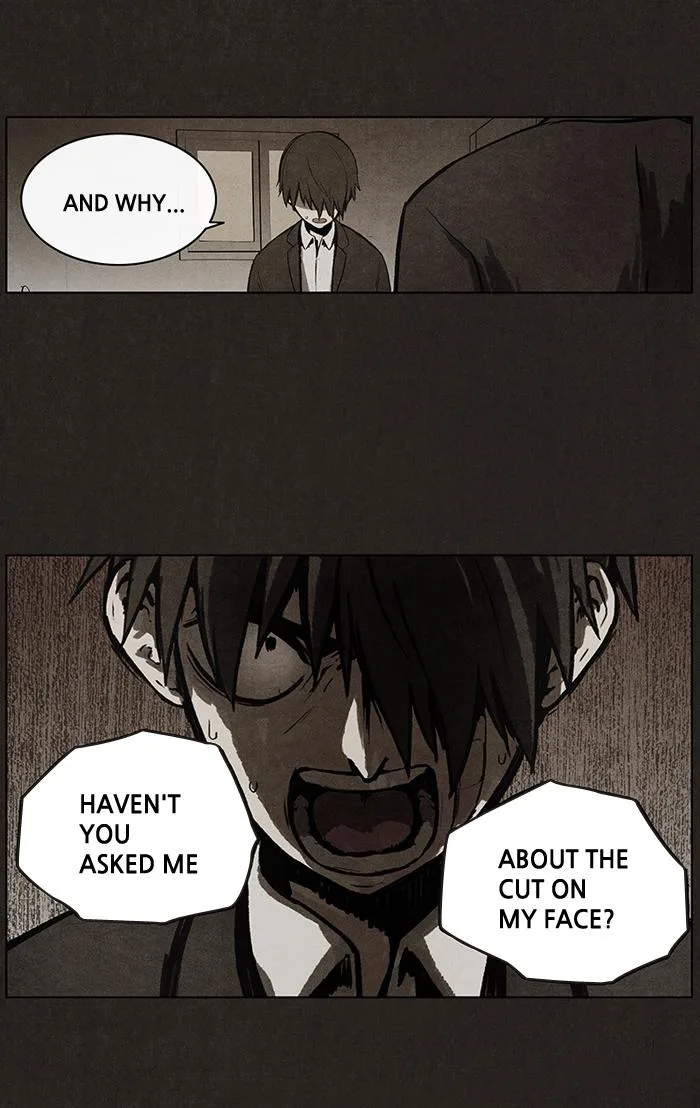 AND WHY...
HAVEN'T
YOU
ASKED ME
ABOUT THE
CUT ON
MY FACE?